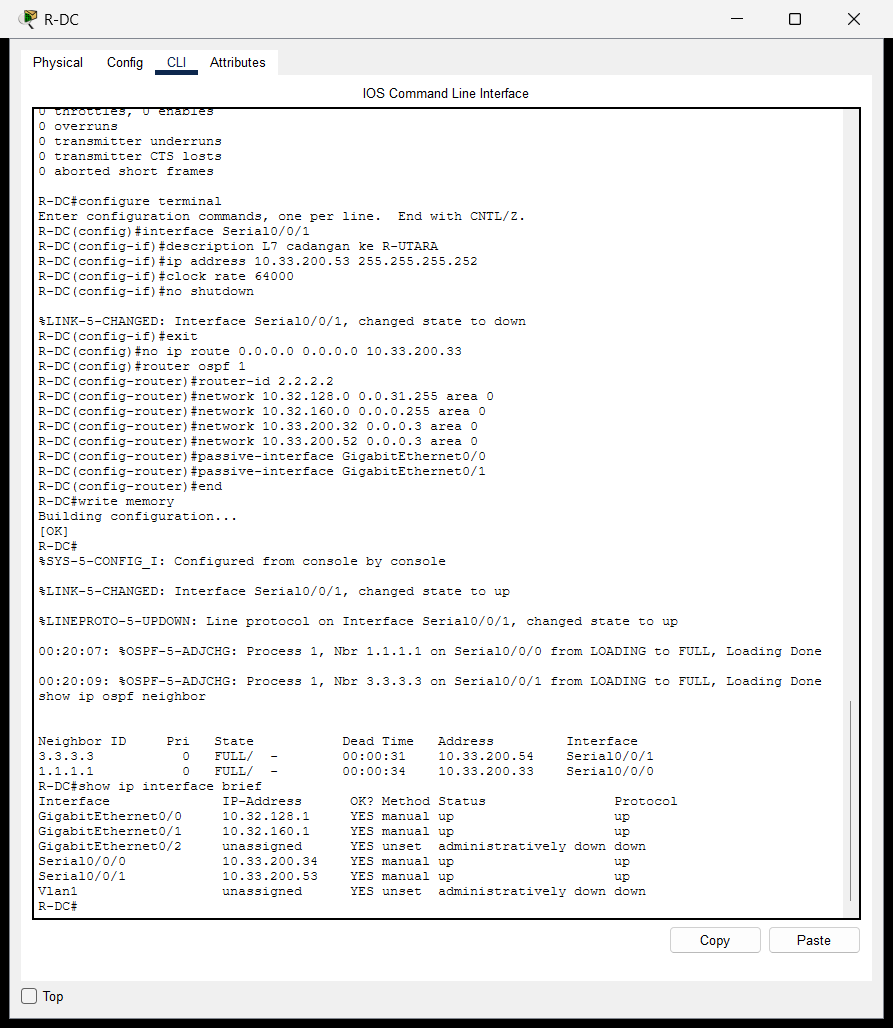 R-DC
Physical Config CLI Attributes
IOS Command Line Interface
0 throttles, 0 enables
0 overruns
0 transmitter underruns
0 transmitter CTS losts
0 aborted short frames
R-DC#configure terminal
Enter configuration commands, one per line.  End with CNTL/Z.
R-DC(config)#interface Serial0/0/1
R-DC(config-if)#description L7 cadangan ke R-UTARA
R-DC(config-if)#ip address 10.33.200.53 255.255.255.252
R-DC(config-if)#clock rate 64000
R-DC(config-if)#no shutdown
%LINK-5-CHANGED: Interface Serial0/0/1, changed state to down
R-DC(config-if)#exit
R-DC(config)#no ip route 0.0.0.0 0.0.0.0 10.33.200.33
R-DC(config)#router ospf 1
R-DC(config-router)#router-id 2.2.2.2
R-DC(config-router)#network 10.32.128.0 0.0.31.255 area 0
R-DC(config-router)#network 10.32.160.0 0.0.0.255 area 0
R-DC(config-router)#network 10.33.200.32 0.0.0.3 area 0
R-DC(config-router)#network 10.33.200.52 0.0.0.3 area 0
R-DC(config-router)#passive-interface GigabitEthernet0/0
R-DC(config-router)#passive-interface GigabitEthernet0/1
R-DC(config-router)#end
R-DC#write memory
Building configuration...
[OK]
R-DC#
%SYS-5-CONFIG_I: Configured from console by console
%LINK-5-CHANGED: Interface Serial0/0/1, changed state to up
%LINEPROTO-5-UPDOWN: Line protocol on Interface Serial0/0/1, changed state to up
00:20:07: %OSPF-5-ADJCHG: Process 1, Nbr 1.1.1.1 on Serial0/0/0 from LOADING to FULL, Loading Done
00:20:09: %OSPF-5-ADJCHG: Process 1, Nbr 3.3.3.3 on Serial0/0/1 from LOADING to FULL, Loading Done
show ip ospf neighbor
Neighbor ID     Pri   State           Dead Time   Address         Interface
3.3.3.3           0   FULL/  -        00:00:31    10.33.200.54    Serial0/0/1
1.1.1.1           0   FULL/  -        00:00:34    10.33.200.33    Serial0/0/0
R-DC#show ip interface brief
Interface              IP-Address      OK? Method Status                Protocol
GigabitEthernet0/0     10.32.128.1     YES manual up                    up
GigabitEthernet0/1     10.32.160.1     YES manual up                    up
GigabitEthernet0/2     unassigned      YES unset  administratively down down
Serial0/0/0            10.33.200.34    YES manual up                    up
Serial0/0/1            10.33.200.53    YES manual up                    up
Vlan1                  unassigned      YES unset  administratively down down
R-DC#
Copy Paste
Top